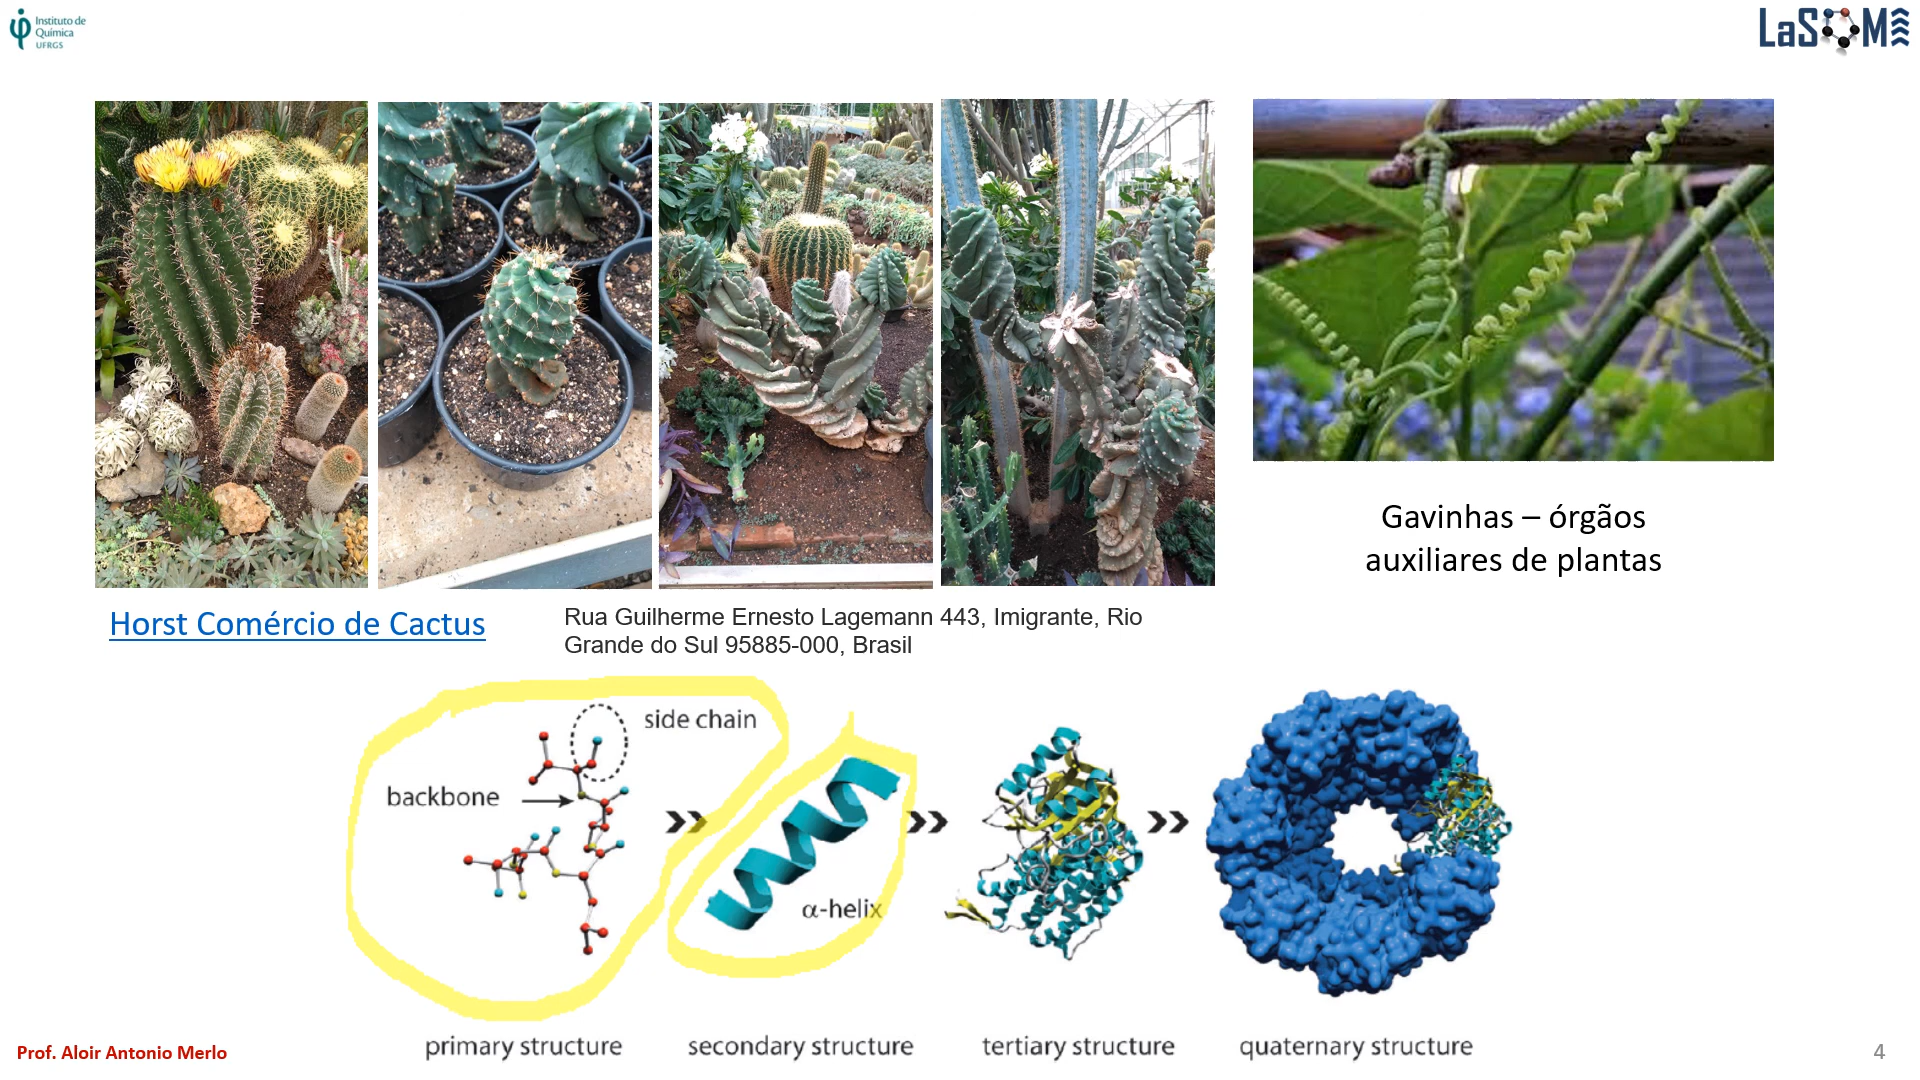 Instituto de
Química
UFRGS
LaSOM
Gavinhas – órgãos
auxiliares de plantas
Horst Comércio de Cactus
Rua Guilherme Ernesto Lagemann 443, Imigrante, Rio
Grande do Sul 95885-000, Brasil
side chain
backbone
α-helix
primary structure
secondary structure
tertiary structure
quaternary structure
Prof. Aloir Antonio Merlo
4